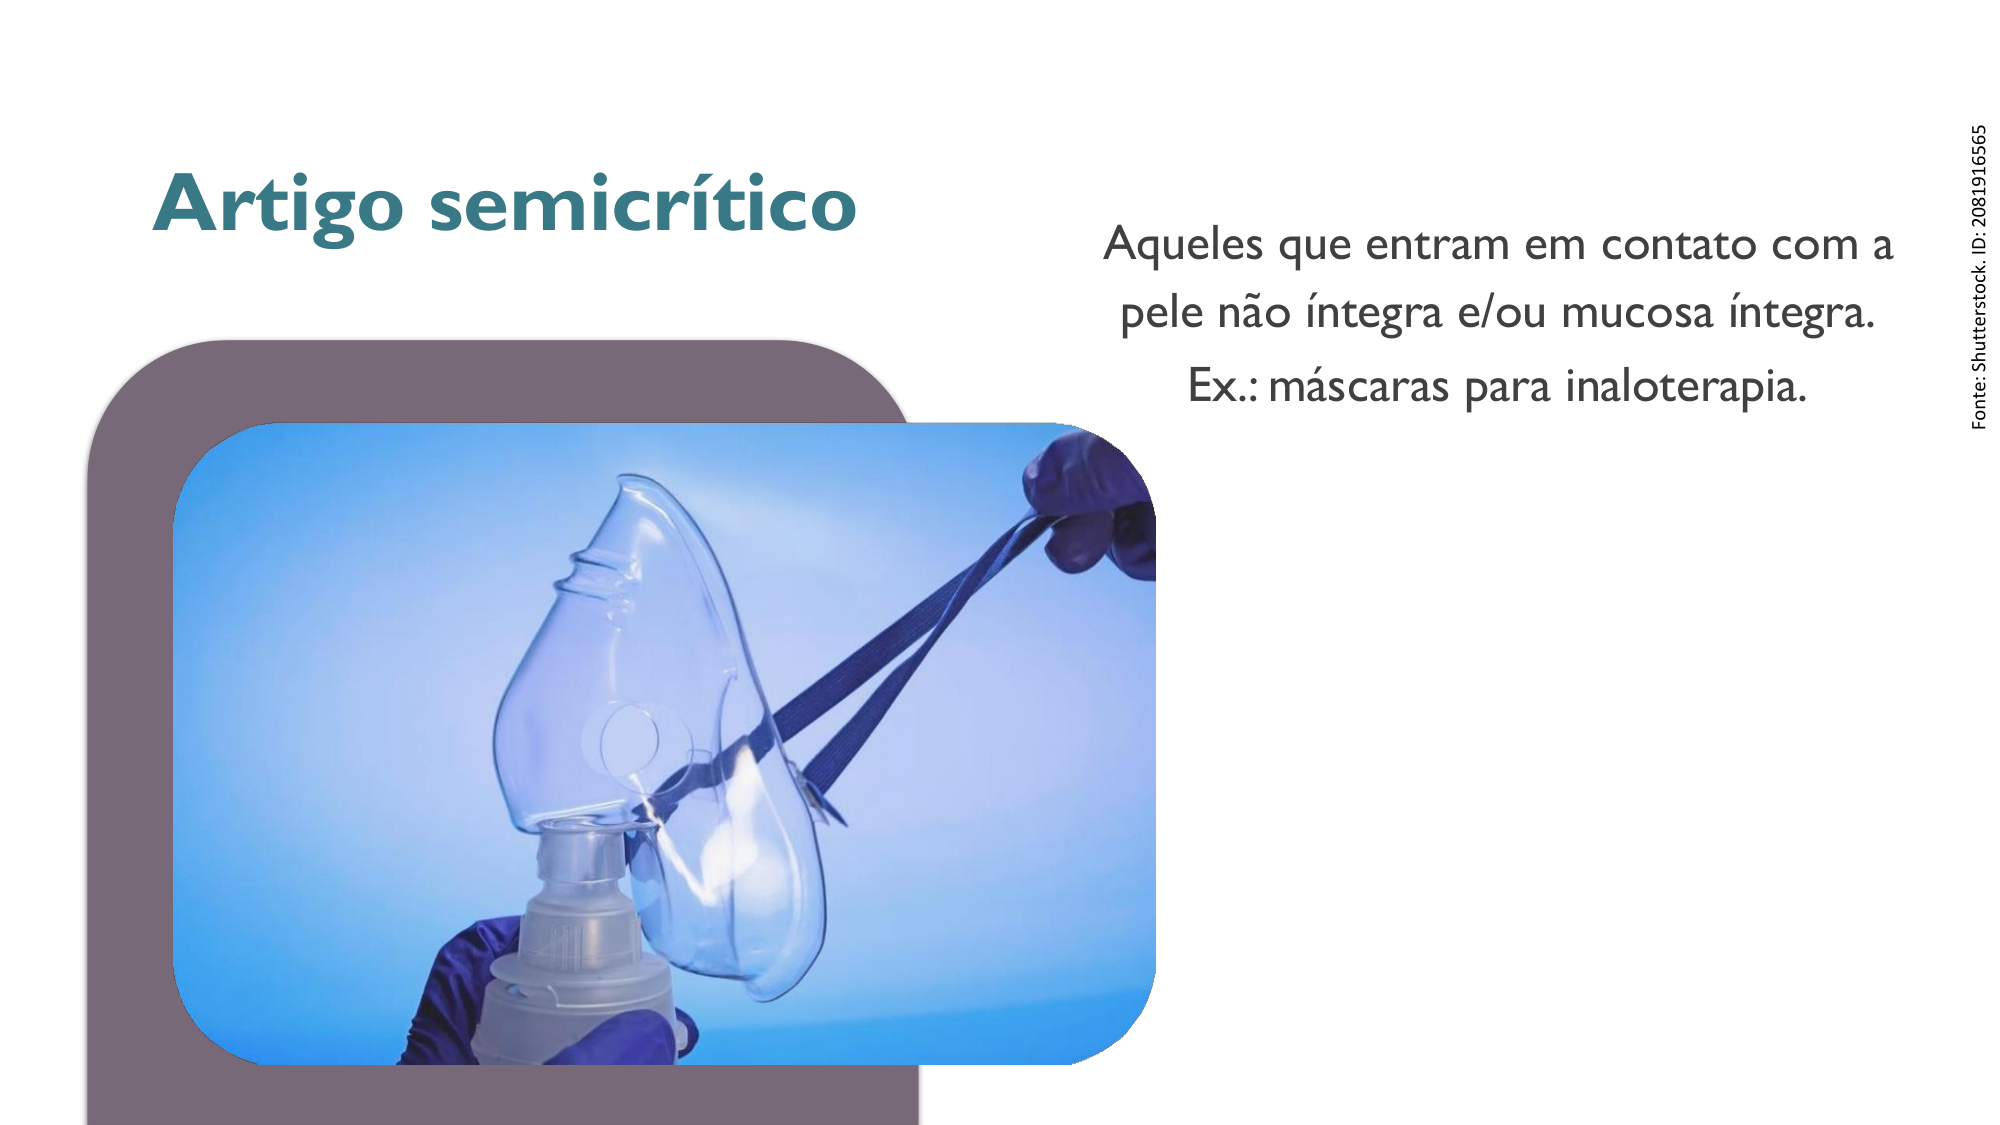 Artigo semicrítico
Aqueles que entram em contato com a
pele não íntegra e/ou mucosa íntegra.
Ex.: máscaras para inaloterapia.
Fonte: Shutterstock. ID: 2081916565